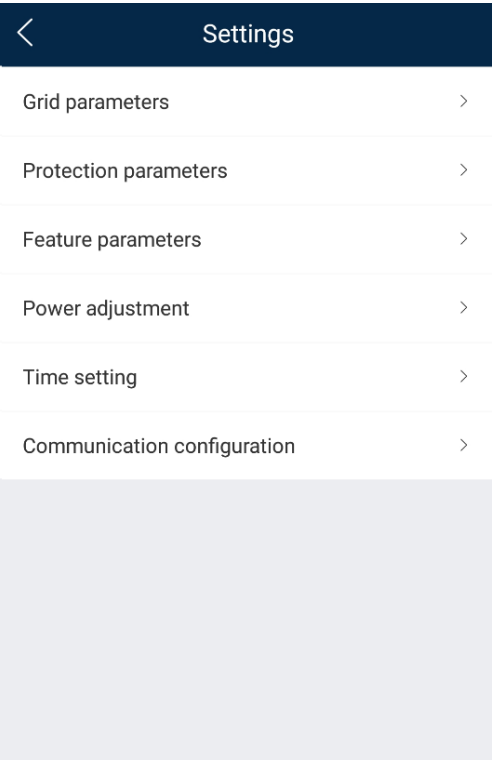 Settings
Grid parameters
Protection parameters
Feature parameters
Power adjustment
Time setting
Communication configuration